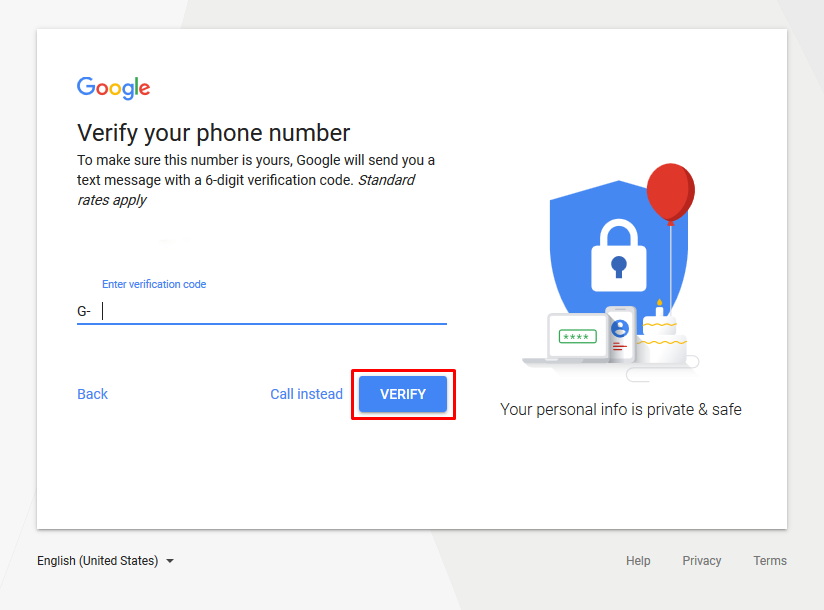 Google
Verify your phone number
To make sure this number is yours, Google will send you a
text message with a 6-digit verification code. Standard
rates apply
Enter verification code
G-
Back
Call instead
VERIFY
****
Your personal info is private & safe
English (United States)
Help
Privacy
Terms